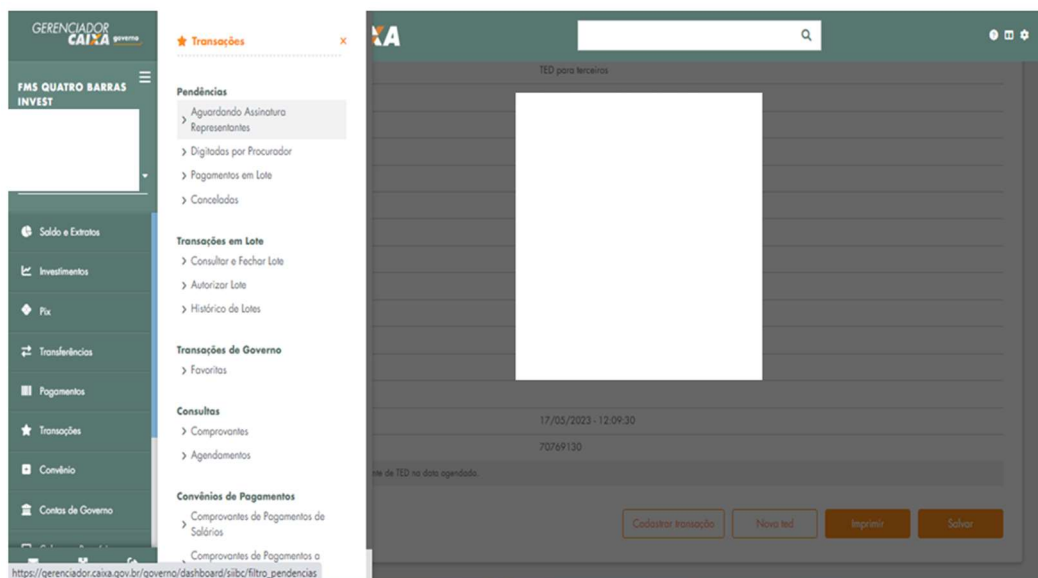 GERENCIADOR
CAIXA governo
FMS QUATRO BARRAS
INVEST
Saldo e Extratos
Investimentos
Pix
Transferências
Pagamentos
Transações
Convênio
Contas de Governo
Transações
x
Pendências
Aguardando Assinatura
Representantes
Digitadas por Procurador
Pagamentos em Lote
Canceladas
Transações em Lote
Consultar e Fechar Lote
Autorizar Lote
Histórico de Lotes
Transações de Governo
Favoritas
Consultas
Comprovantes
Agendamentos
Convênios de Pagamentos
Comprovantes de Pagamentos de
Salários
Comprovantes de Pagamentos a
XA
TED para terceiros
17/05/2023 - 12:09:30
70769130
de TED na data agendada.
Cadastrar transação
Nova ted
Imprimir
Salvar
https://gerenciador.caixa.gov.br/governo/dashboard/siibc/filtro_pendencias